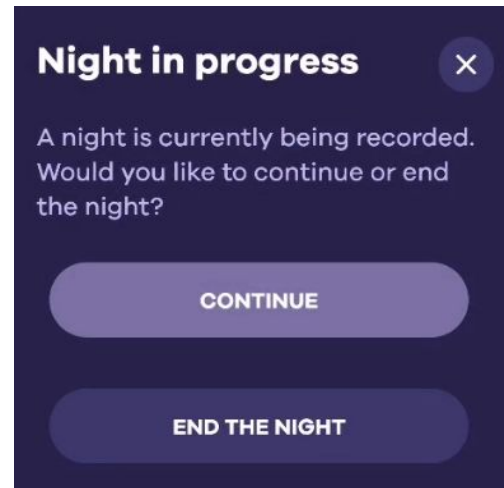 Night in progress
A night is currently being recorded.
Would you like to continue or end
the night?
CONTINUE
END THE NIGHT